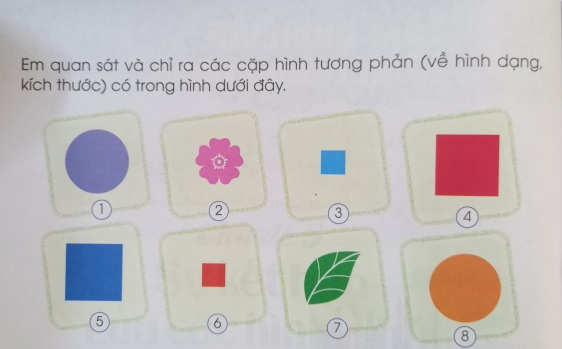 Em quan sát và chỉ ra các cặp hình tương phản (về hình dạng,
kích thước) có trong hình dưới đây.
1 2 3 4
5 6 7 8